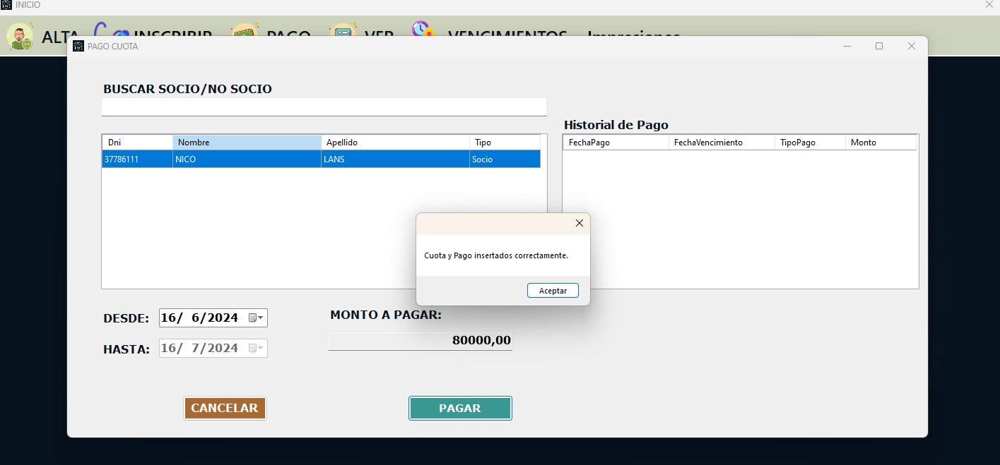 INICIO
ALTA INSCRIBIR PAGO VER VENCIMIENTOS Impresiones
PAGO CUOTA
BUSCAR SOCIO/NO SOCIO
Dni Nombre Apellido Tipo
37786111 NICO LANS Socio
Historial de Pago
FechaPago FechaVencimiento TipoPago Monto
Cuota y Pago insertados correctamente.
Aceptar
DESDE: 16/ 6/2024
HASTA: 16/ 7/2024
MONTO A PAGAR:
80000,00
CANCELAR
PAGAR